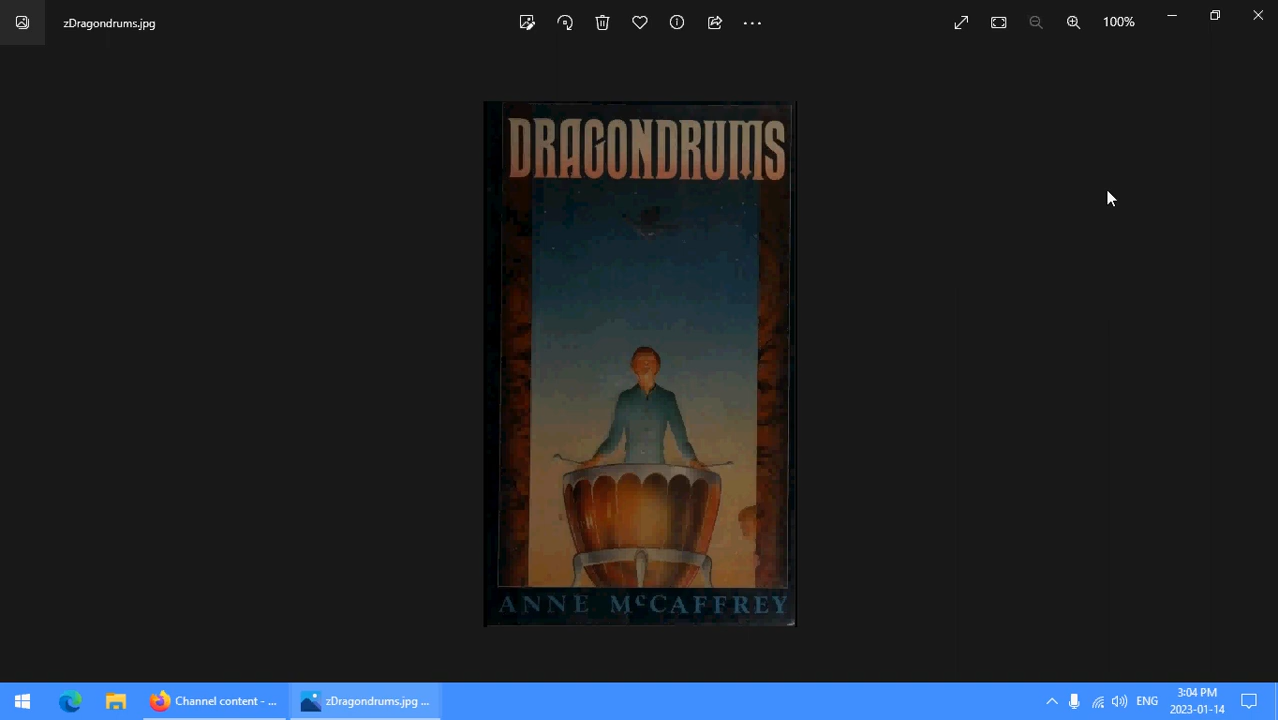 zDragondrums.jpg
100%
DRAGONDRUMS
ANNE McCAFFREY
Channel content - ...
zDragondrums.jpg ...
ENG
3:04 PM
2023-01-14